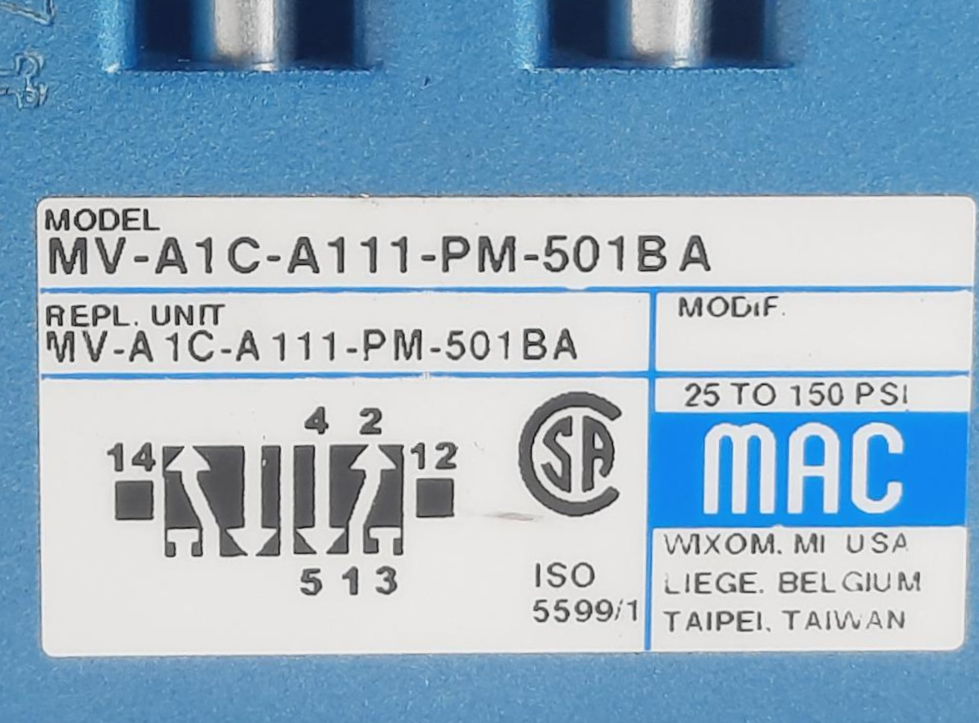 MODEL
MV-A1C-A111-PM-501BA
REPL. UNIT
MV-A1C-A111-PM-501BA
MODIF.
25 TO 150 PSI
MAC
WIXOM, MI USA
LIEGE, BELGIUM
TAIPEI, TAIWAN
4 2
14 12
5 1 3
CSA
ISO
5599/1